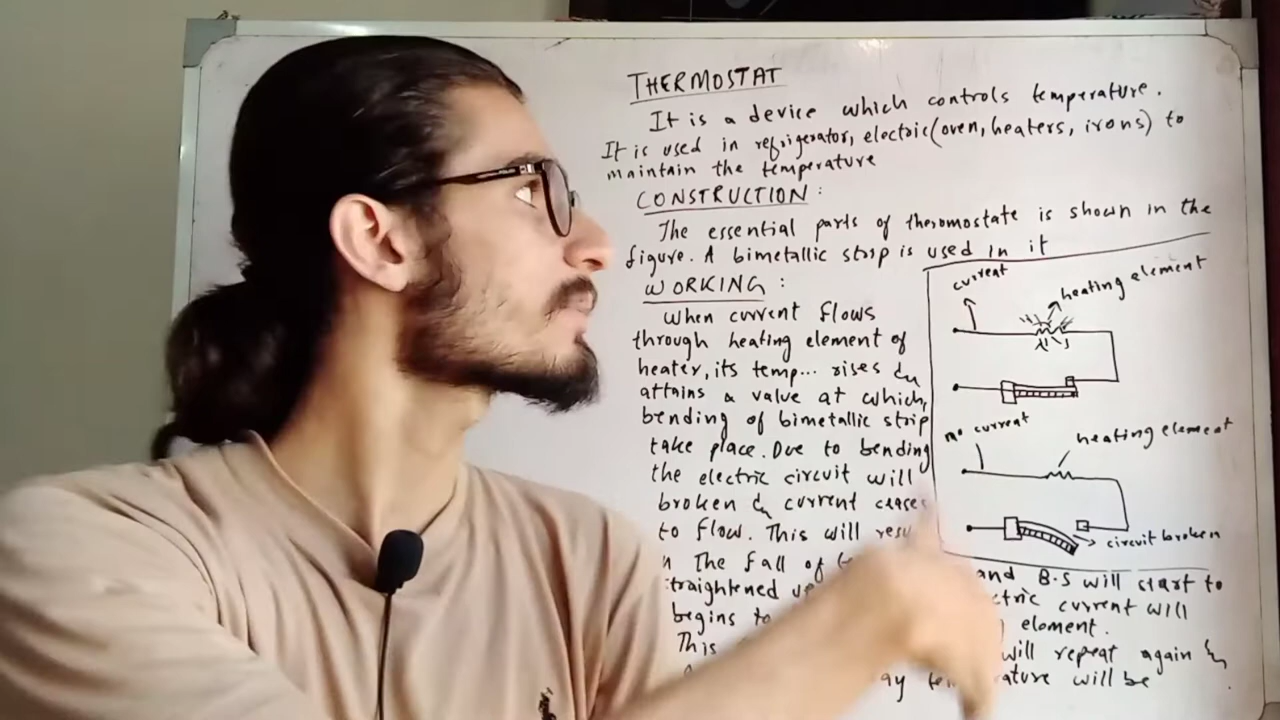 THERMOSTAT
It is a device which controls temperature.
It is used in refrigerator, electric (oven, heaters, irons) to
maintain the temperature
CONSTRUCTION:
The essential parts of thermostate is shown in the
figure. A bimetallic strip is used in it
WORKING:
When current flows
through heating element of
heater, its temp... rises &
attains a value at which,
bending of bimetallic strip
take place. Due to bending
the electric circuit will
broken & current ceases
to flow. This will
The fall of and B.S will start to
traightened current will
begins to element.
This will repeat again &
will be
current
heating element
no current
heating element
circuit broken